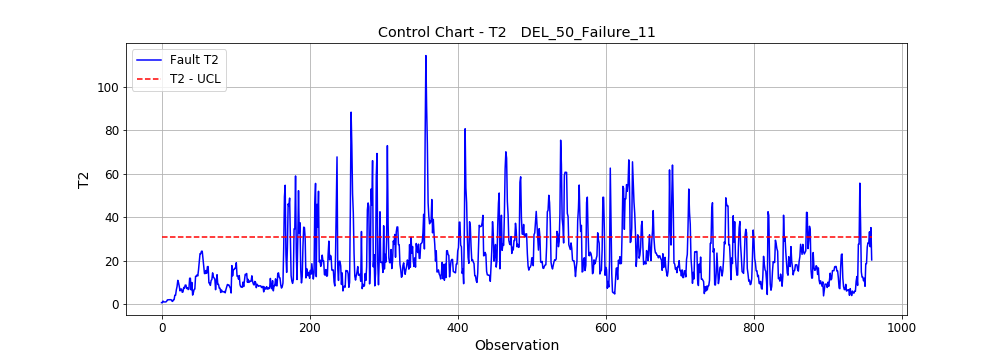 Control Chart - T2   DEL_50_Failure_11
Fault T2
T2 - UCL
T2
100
80
60
40
20
0
0 200 400 600 800 1000
Observation